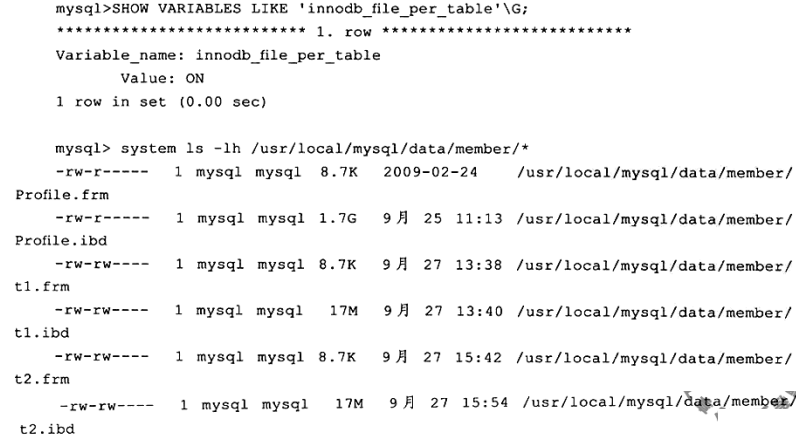 mysql>SHOW VARIABLES LIKE 'innodb_file_per_table'\G;
*************************** 1. row ***************************
Variable_name: innodb_file_per_table
Value: ON
1 row in set (0.00 sec)
mysql> system ls -lh /usr/local/mysql/data/member/*
-rw-r----- 1 mysql mysql 8.7K 2009-02-24 /usr/local/mysql/data/member/
Profile.frm
-rw-r----- 1 mysql mysql 1.7G 9月 25 11:13 /usr/local/mysql/data/member/
Profile.ibd
-rw-rw---- 1 mysql mysql 8.7K 9月 27 13:38 /usr/local/mysql/data/member/
t1.frm
-rw-rw---- 1 mysql mysql 17M 9月 27 13:40 /usr/local/mysql/data/member/
t1.ibd
-rw-rw---- 1 mysql mysql 8.7K 9月 27 15:42 /usr/local/mysql/data/member/
t2.frm
-rw-rw---- 1 mysql mysql 17M 9月 27 15:54 /usr/local/mysql/data/member/
t2.ibd